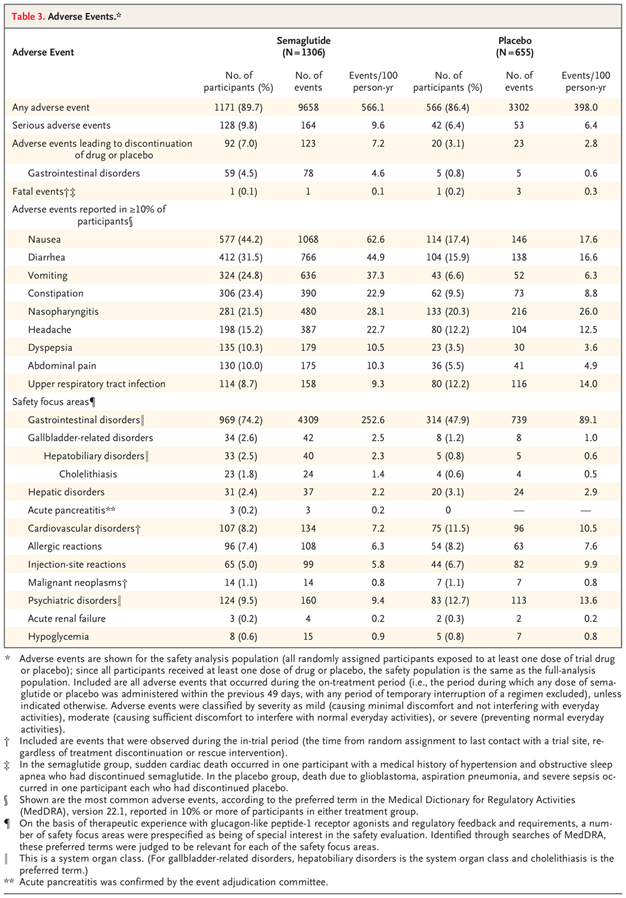 Table 3. Adverse Events.*
Adverse Event Semaglutide (N=1306) Placebo (N=655)
No. of participants (%) No. of events Events/100 person-yr No. of participants (%) No. of events Events/100 person-yr
Any adverse event 1171 (89.7) 9658 566.1 566 (86.4) 3302 398.0
Serious adverse events 128 (9.8) 164 9.6 42 (6.4) 53 6.4
Adverse events leading to discontinuation of drug or placebo 92 (7.0) 123 7.2 20 (3.1) 23 2.8
Gastrointestinal disorders 59 (4.5) 78 4.6 5 (0.8) 5 0.6
Fatal events†‡ 1 (0.1) 1 0.1 1 (0.2) 3 0.3
Adverse events reported in ≥10% of participants§
Nausea 577 (44.2) 1068 62.6 114 (17.4) 146 17.6
Diarrhea 412 (31.5) 766 44.9 104 (15.9) 138 16.6
Vomiting 324 (24.8) 636 37.3 43 (6.6) 52 6.3
Constipation 306 (23.4) 390 22.9 62 (9.5) 73 8.8
Nasopharyngitis 281 (21.5) 480 28.1 133 (20.3) 216 26.0
Headache 198 (15.2) 387 22.7 80 (12.2) 104 12.5
Dyspepsia 135 (10.3) 179 10.5 23 (3.5) 30 3.6
Abdominal pain 130 (10.0) 175 10.3 36 (5.5) 41 4.9
Upper respiratory tract infection 114 (8.7) 158 9.3 80 (12.2) 116 14.0
Safety focus areas¶
Gastrointestinal disorders‖ 969 (74.2) 4309 252.6 314 (47.9) 739 89.1
Gallbladder-related disorders 34 (2.6) 42 2.5 8 (1.2) 8 1.0
Hepatobiliary disorders‖ 33 (2.5) 40 2.3 5 (0.8) 5 0.6
Cholelithiasis 23 (1.8) 24 1.4 4 (0.6) 4 0.5
Hepatic disorders 31 (2.4) 37 2.2 20 (3.1) 24 2.9
Acute pancreatitis** 3 (0.2) 3 0.2 0 — —
Cardiovascular disorders† 107 (8.2) 134 7.2 75 (11.5) 96 10.5
Allergic reactions 96 (7.4) 108 6.3 54 (8.2) 63 7.6
Injection-site reactions 65 (5.0) 99 5.8 44 (6.7) 82 9.9
Malignant neoplasms† 14 (1.1) 14 0.8 7 (1.1) 7 0.8
Psychiatric disorders‖ 124 (9.5) 160 9.4 83 (12.7) 113 13.6
Acute renal failure 3 (0.2) 4 0.2 2 (0.3) 2 0.2
Hypoglycemia 8 (0.6) 15 0.9 5 (0.8) 7 0.8
* Adverse events are shown for the safety analysis population (all randomly assigned participants exposed to at least one dose of trial drug
or placebo); since all participants received at least one dose of drug or placebo, the safety population is the same as the full-analysis
population. Included are all adverse events that occurred during the on-treatment period (i.e., the period during which any dose of sema-
glutide or placebo was administered within the previous 49 days, with any period of temporary interruption of a regimen excluded), unless
indicated otherwise. Adverse events were classified by severity as mild (causing minimal discomfort and not interfering with everyday
activities), moderate (causing sufficient discomfort to interfere with normal everyday activities), or severe (preventing normal everyday
activities).
† Included are events that were observed during the in-trial period (the time from random assignment to last contact with a trial site, re-
gardless of treatment discontinuation or rescue intervention).
‡ In the semaglutide group, sudden cardiac death occurred in one participant with a medical history of hypertension and obstructive sleep
apnea who had discontinued semaglutide. In the placebo group, death due to glioblastoma, aspiration pneumonia, and severe sepsis oc-
curred in one participant each who had discontinued placebo.
§ Shown are the most common adverse events, according to the preferred term in the Medical Dictionary for Regulatory Activities
(MedDRA), version 22.1, reported in 10% or more of participants in either treatment group.
¶ On the basis of therapeutic experience with glucagon-like peptide-1 receptor agonists and regulatory feedback and requirements, a num-
ber of safety focus areas were prespecified as being of special interest in the safety evaluation. Identified through searches of MedDRA,
these preferred terms were judged to be relevant for each of the safety focus areas.
‖ This is a system organ class. (For gallbladder-related disorders, hepatobiliary disorders is the system organ class and cholelithiasis is the
preferred term.)
** Acute pancreatitis was confirmed by the event adjudication committee.